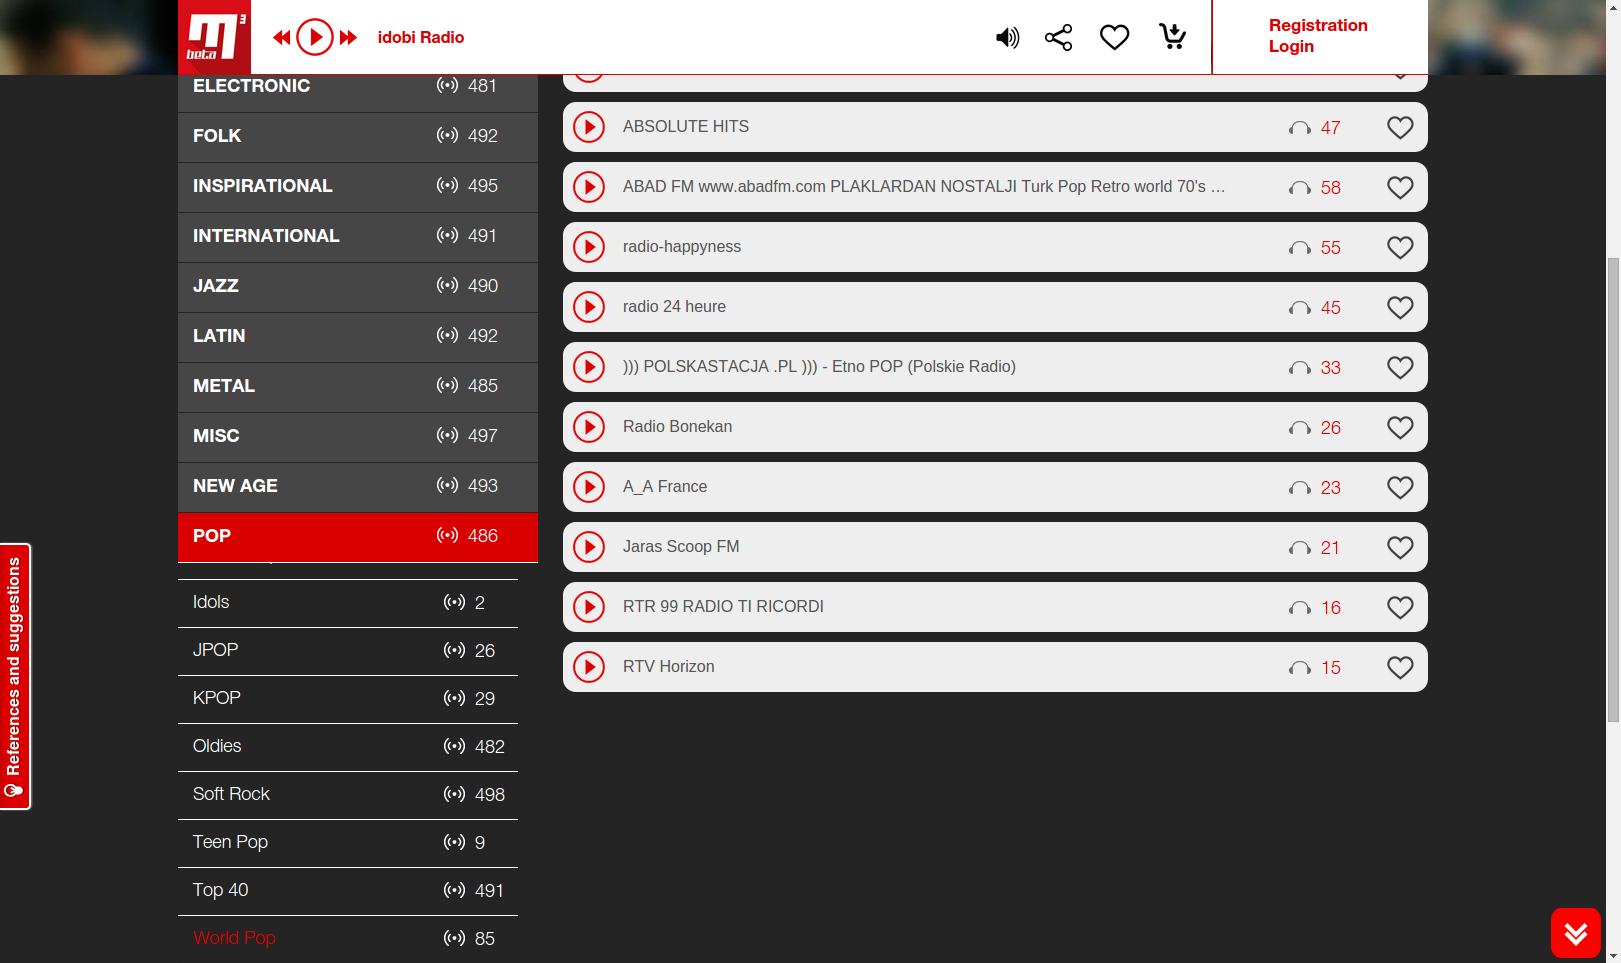 m³
beta
idobi Radio
Registration
Login
ELECTRONIC 481
FOLK 492
INSPIRATIONAL 495
INTERNATIONAL 491
JAZZ 490
LATIN 492
METAL 485
MISC 497
NEW AGE 493
POP 486
Idols 2
JPOP 26
KPOP 29
Oldies 482
Soft Rock 498
Teen Pop 9
Top 40 491
World Pop 85
ABSOLUTE HITS 47
ABAD FM www.abadfm.com PLAKLARDAN NOSTALJI Turk Pop Retro world 70's ... 58
radio-happyness 55
radio 24 heure 45
))) POLSKASTACJA .PL ))) - Etno POP (Polskie Radio) 33
Radio Bonekan 26
A_A France 23
Jaras Scoop FM 21
RTR 99 RADIO TI RICORDI 16
RTV Horizon 15
References and suggestions